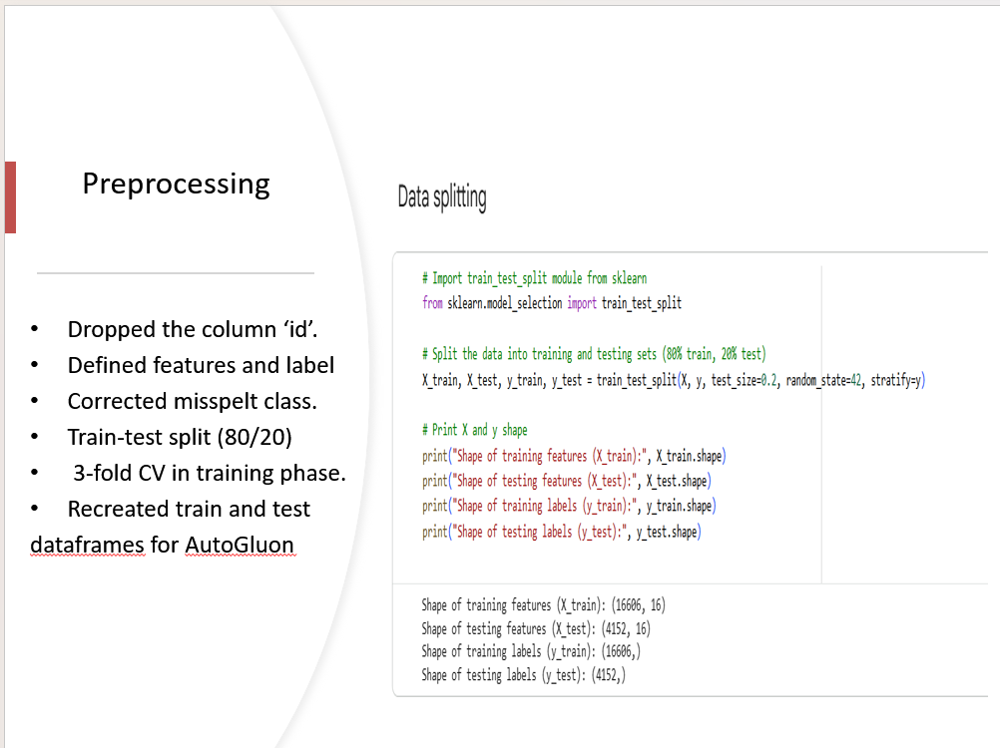 Preprocessing
• Dropped the column ‘id’.
• Defined features and label
• Corrected misspelt class.
• Train-test split (80/20)
• 3-fold CV in training phase.
• Recreated train and test
dataframes for AutoGluon
Data splitting
# Import train_test_split module from sklearn
from sklearn.model_selection import train_test_split
# Split the data into training and testing sets (80% train, 20% test)
X_train, X_test, y_train, y_test = train_test_split(X, y, test_size=0.2, random_state=42, stratify=y)
# Print X and y shape
print("Shape of training features (X_train):", X_train.shape)
print("Shape of testing features (X_test):", X_test.shape)
print("Shape of training labels (y_train):", y_train.shape)
print("Shape of testing labels (y_test):", y_test.shape)
Shape of training features (X_train): (16606, 16)
Shape of testing features (X_test): (4152, 16)
Shape of training labels (y_train): (16606,)
Shape of testing labels (y_test): (4152,)